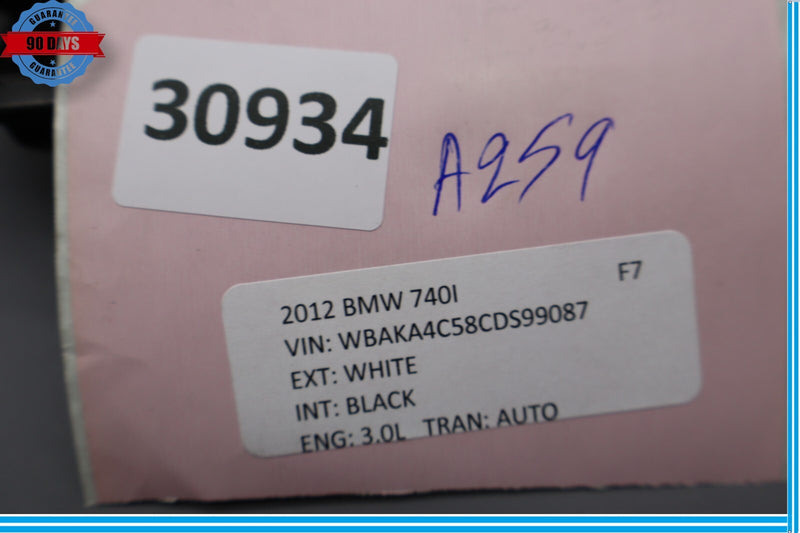 GUARANTEE
90 DAYS
GUARANTEE
30934
A259
2012 BMW 740I F7
VIN: WBAKA4C58CDS99087
EXT: WHITE
INT: BLACK
ENG: 3.0L TRAN: AUTO